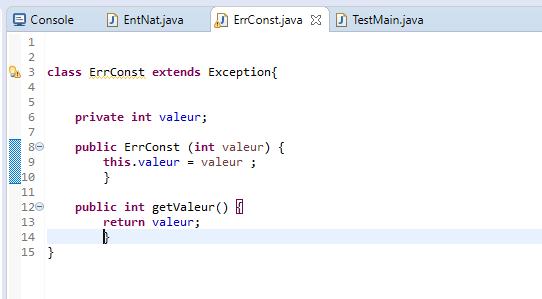 Console EntNat.java ErrConst.java TestMain.java
1
2
3 class ErrConst extends Exception{
4
5
6 private int valeur;
7
8 public ErrConst (int valeur) {
9 this.valeur = valeur ;
10 }
11
12 public int getValeur() {
13 return valeur;
14 }
15 }